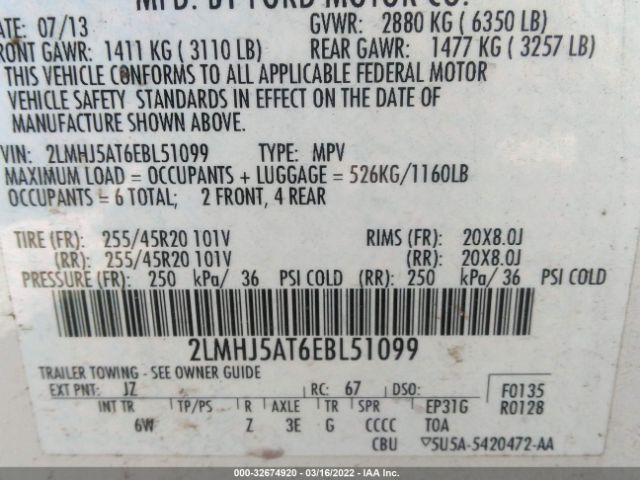 MFD. BY FORD MOTOR CO.
DATE: 07/13 GVWR: 2880 KG ( 6350 LB)
FRONT GAWR: 1411 KG ( 3110 LB) REAR GAWR: 1477 KG ( 3257 LB)
THIS VEHICLE CONFORMS TO ALL APPLICABLE FEDERAL MOTOR
VEHICLE SAFETY STANDARDS IN EFFECT ON THE DATE OF
MANUFACTURE SHOWN ABOVE.
VIN: 2LMHJ5AT6EBL51099 TYPE: MPV
MAXIMUM LOAD = OCCUPANTS + LUGGAGE = 526KG/1160LB
OCCUPANTS = 6 TOTAL; 2 FRONT, 4 REAR
TIRE (FR): 255/45R20 101V RIMS (FR): 20X8.0J
(RR): 255/45R20 101V (RR): 20X8.0J
PRESSURE (FR): 250 kPa/ 36 PSI COLD (RR): 250 kPa/ 36 PSI COLD
2LMHJ5AT6EBL51099
TRAILER TOWING - SEE OWNER GUIDE
EXT PNT: JZ RC: 67 DSO: F0135
INT TR TP/PS R AXLE TR SPR EP31G R0128
6W Z 3E G CCCC TOA
CBU 5U5A-5420472-AA
000-32674920 - 03/16/2022 - IAA Inc.